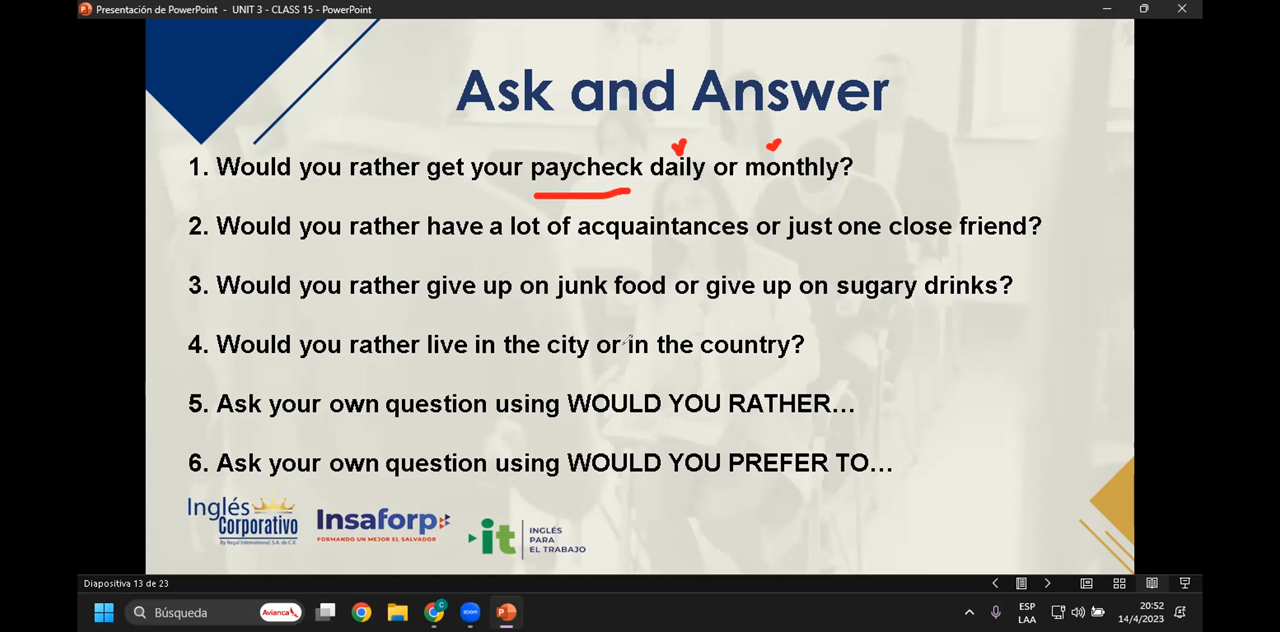 Presentación de PowerPoint - UNIT 3 - CLASS 15 - PowerPoint
Ask and Answer
1. Would you rather get your paycheck daily or monthly?
2. Would you rather have a lot of acquaintances or just one close friend?
3. Would you rather give up on junk food or give up on sugary drinks?
4. Would you rather live in the city or in the country?
5. Ask your own question using WOULD YOU RATHER...
6. Ask your own question using WOULD YOU PREFER TO...
Inglés
Corporativo
By Regal International, S.A. de C.V.
Insaforp
FORMANDO UN MEJOR EL SALVADOR
it
INGLÉS
PARA
EL TRABAJO
Diapositiva 13 de 23
Búsqueda
Avianca
zoom
ESP
LAA
20:52
14/4/2023